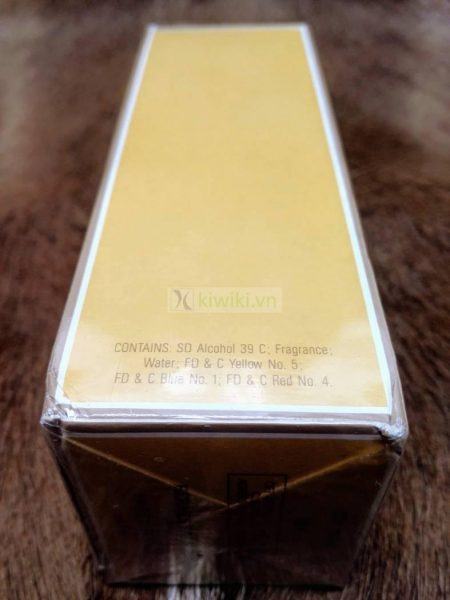 kiwiki.vn
CONTAINS: SD Alcohol 39 C; Fragrance;
Water; FD & C Yellow No. 5;
FD & C Blue No. 1; FD & C Red No. 4.